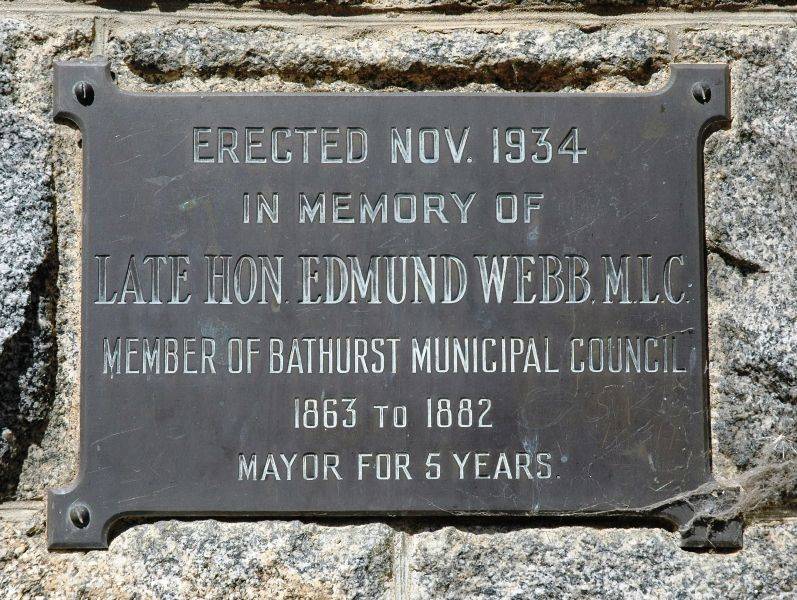 ERECTED NOV. 1934
IN MEMORY OF
LATE HON. EDMUND WEBB. M.L.C.
MEMBER OF BATHURST MUNICIPAL COUNCIL
1863 TO 1882
MAYOR FOR 5 YEARS.